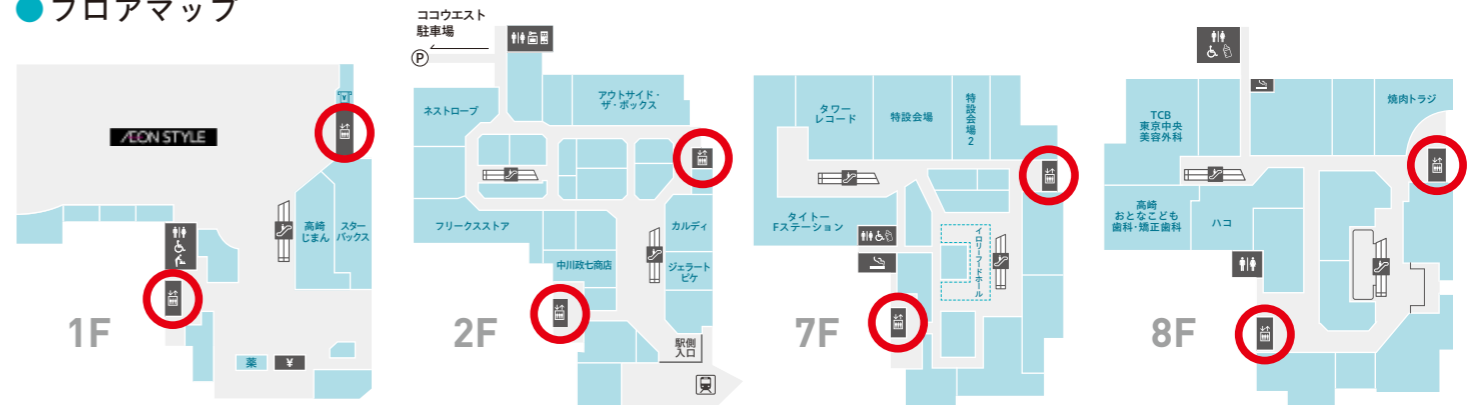 フロアマップ
ÆON STYLE
高崎
じまん
スター
バックス
薬
¥
1F
ココウエスト
駐車場
P
ネストローブ
アウトサイド・
ザ・ボックス
フリークスストア
カルディ
中川政七商店
ジェラート
ピケ
駅側
入口
2F
タワー
レコード
特設会場
特設会場2
タイトー
Fステーション
イロリーフードホール
7F
TCB
東京中央
美容外科
焼肉トラジ
高崎
おとなこども
歯科・矯正歯科
ハコ
8F